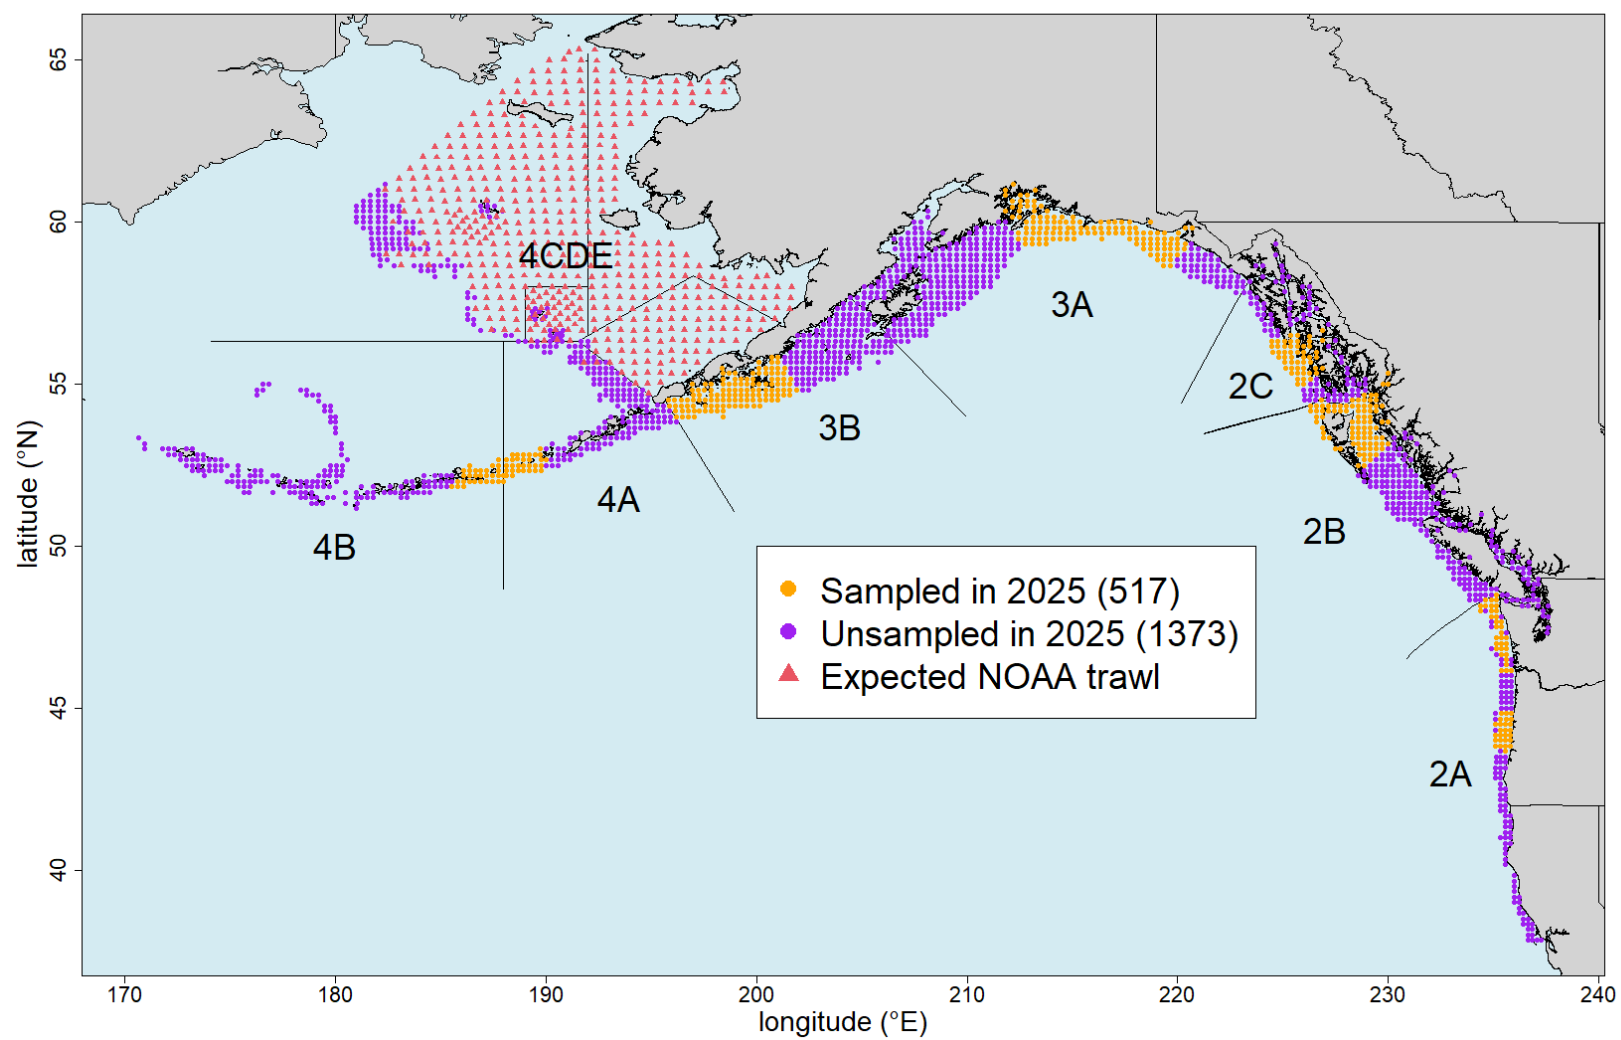 65
60
55
50
45
40
latitude (°N)
4CDE
3A
2C
3B
4A
2B
4B
2A
Sampled in 2025 (517)
Unsampled in 2025 (1373)
Expected NOAA trawl
170
180
190
200
210
220
230
240
longitude (°E)